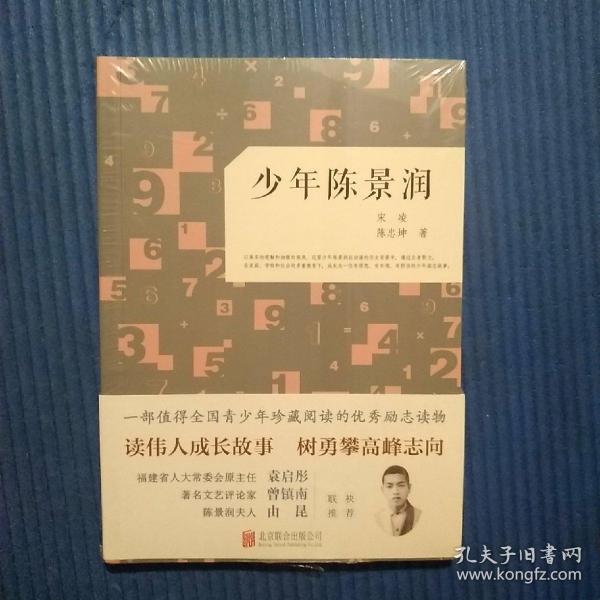 少年陈景润
宋凌
陈忠坤 著
一部值得全国青少年珍藏阅读的优秀励志读物
读伟人成长故事 树勇攀高峰志向
福建省人大常委会原主任 袁启彤
著名文艺评论家 曾镇南
陈景润夫人 由昆
联袂
推荐
北京联合出版公司
Beijing United Publishing Co.,Ltd.
孔夫子旧书网
www.kongfz.com